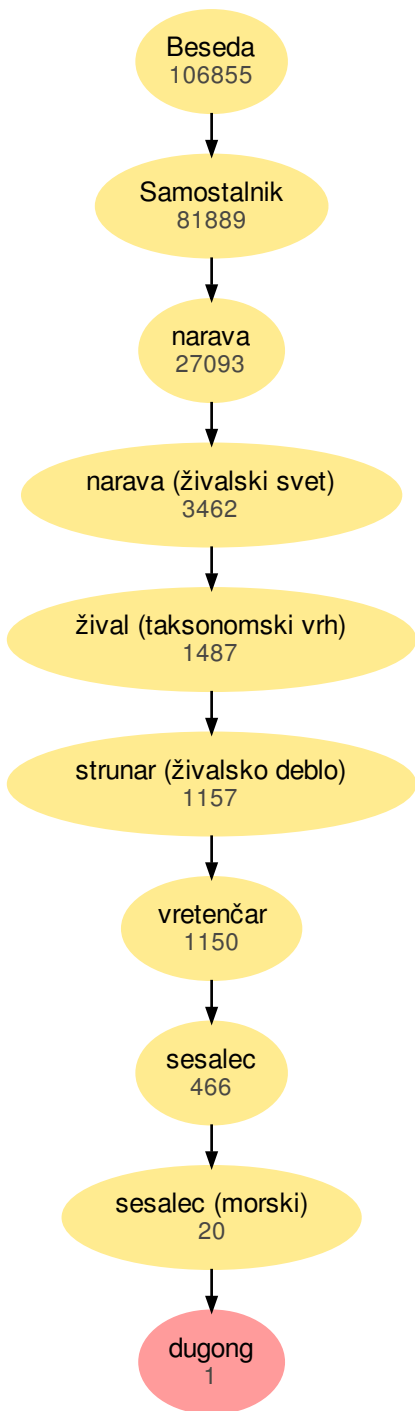 Beseda
106855
Samostalnik
81889
narava
27093
narava (živalski svet)
3462
žival (taksonomski vrh)
1487
strunar (živalsko deblo)
1157
vretenčar
1150
sesalec
466
sesalec (morski)
20
dugong
1